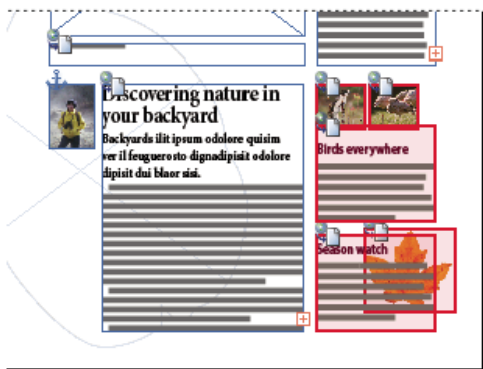 Discovering nature in
your backyard
Backyards ilit ipsum odolore quisim
ver il feuguerosto dignadipisit odolore
dipisit dui blaor sisi.
Birds everywhere
Season watch